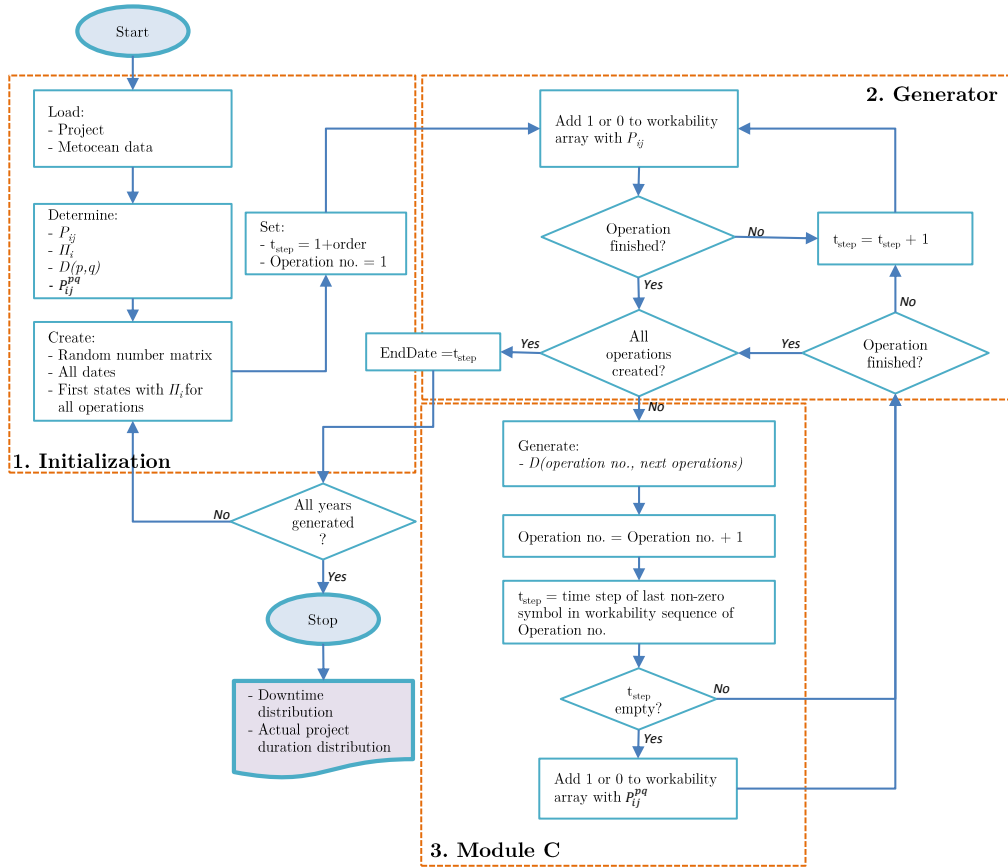 Start
Load:
- Project
- Metocean data
Determine:
- P_ij
- Π_i
- D(p,q)
- P_ij^pq
Create:
- Random number matrix
- All dates
- First states with Π_i for
all operations
1. Initialization
Set:
- t_step = 1+order
- Operation no. = 1
2. Generator
Add 1 or 0 to workability
array with P_ij
Operation
finished?
No
t_step = t_step + 1
Yes
All
operations
created?
Yes
EndDate =t_step
Yes
Operation
finished?
No
No
Generate:
- D(operation no., next operations)
Operation no. = Operation no. + 1
t_step = time step of last non-zero
symbol in workability sequence of
Operation no.
t_step
empty?
No
Yes
Add 1 or 0 to workability
array with P_ij^pq
3. Module C
All years
generated
?
No
Yes
Stop
- Downtime
distribution
- Actual project
duration distribution